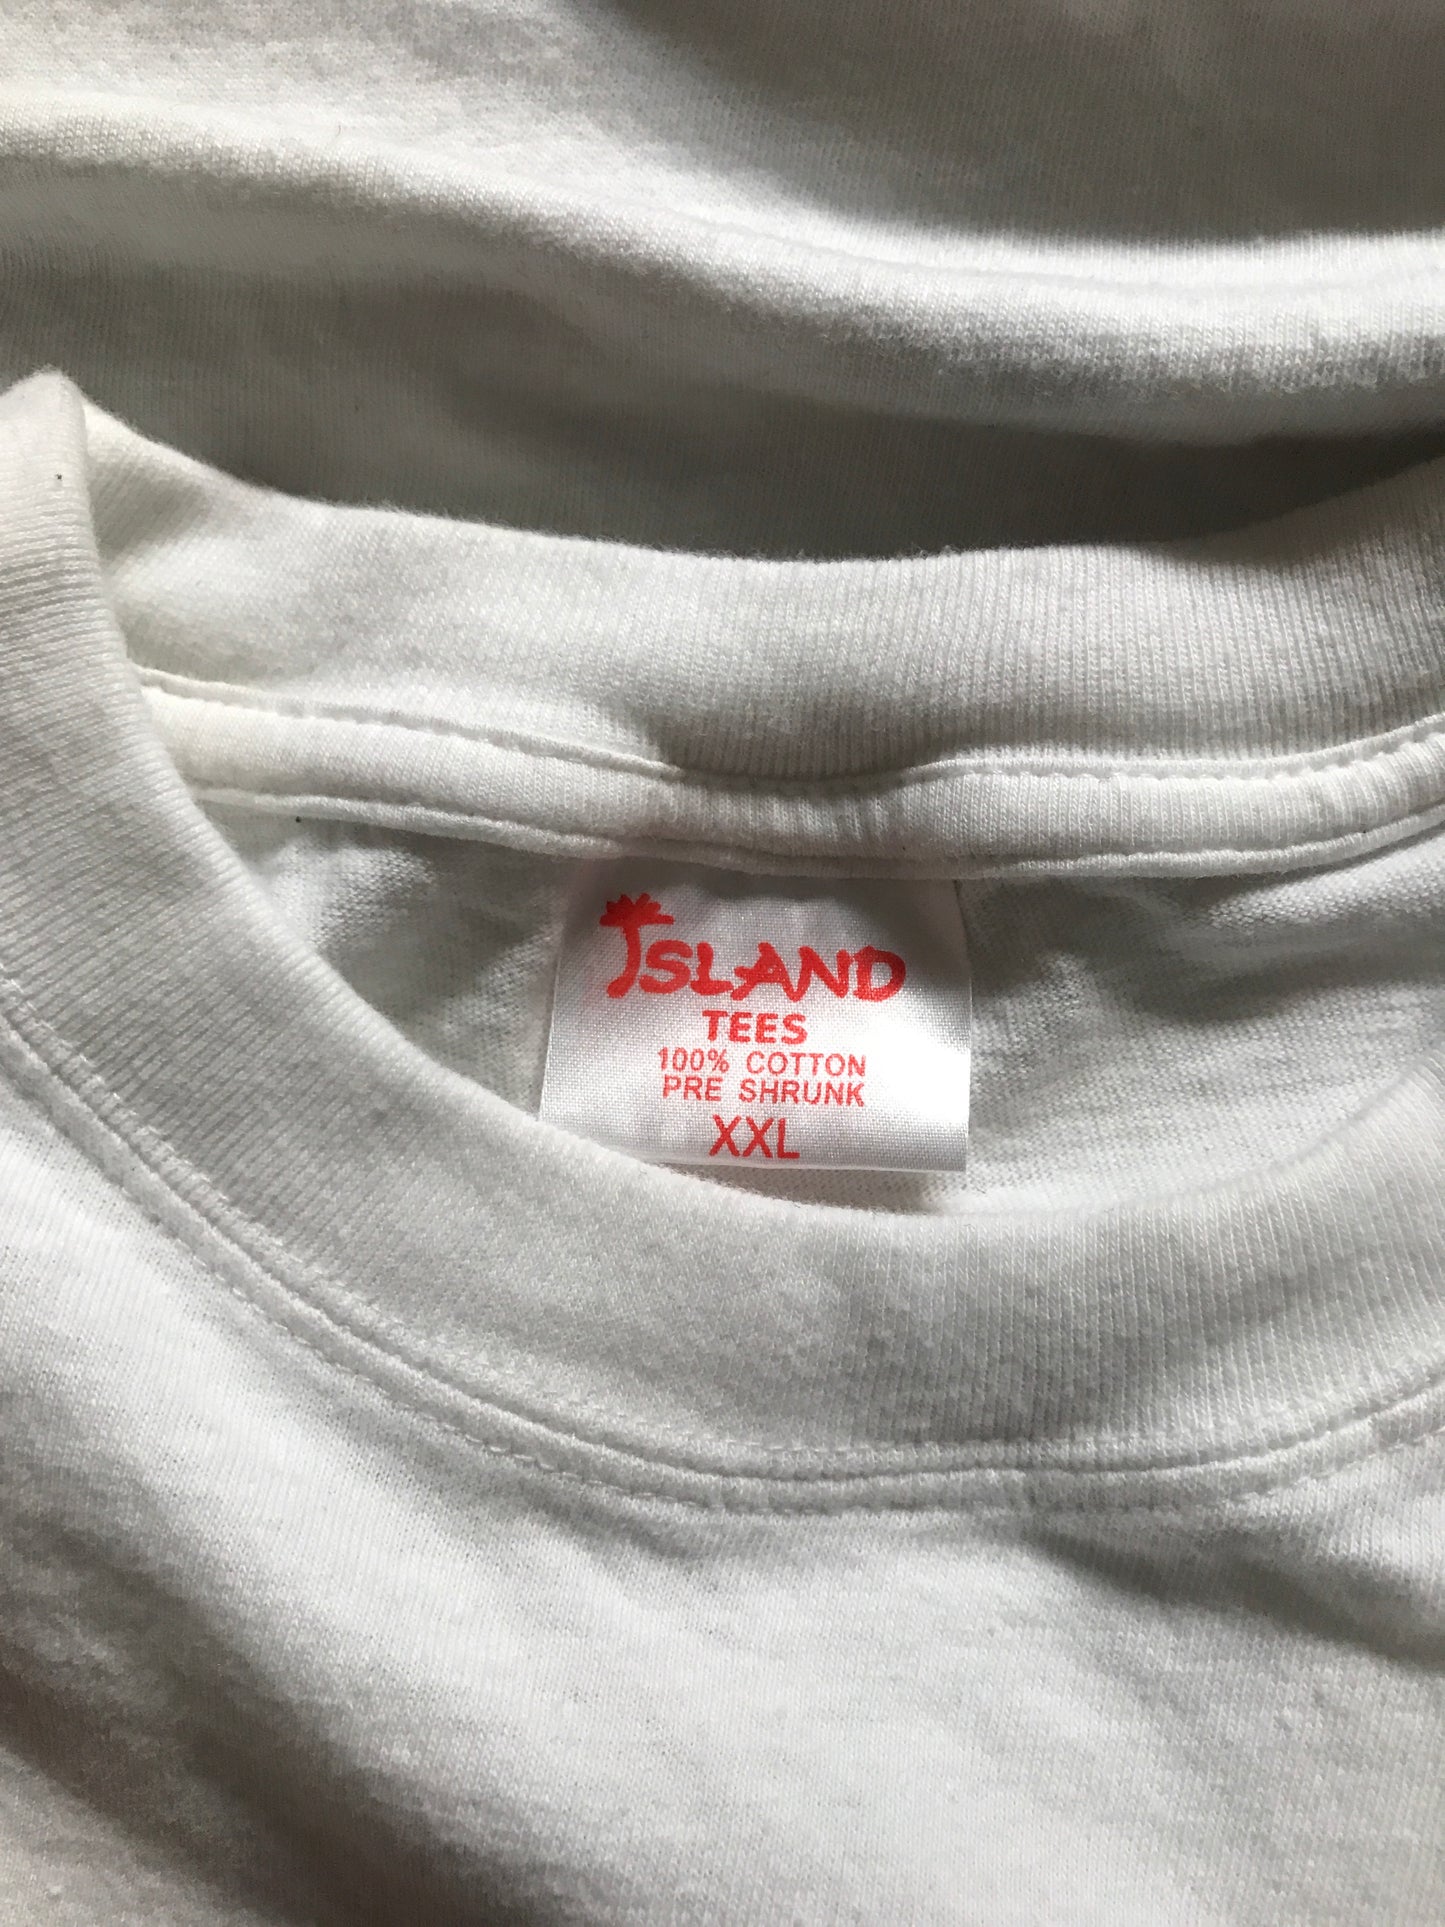 ISLAND
TEES
100% COTTON
PRE SHRUNK
XXL